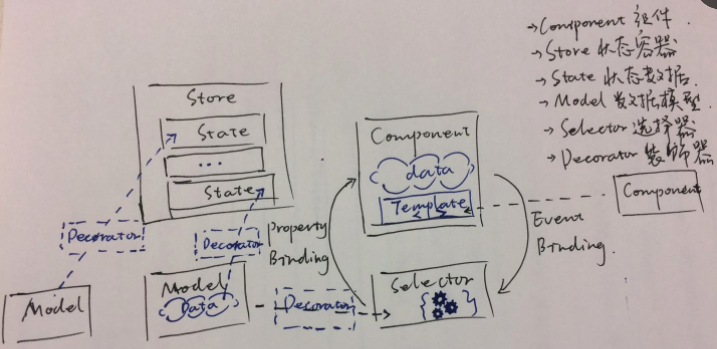 →Component 组件.
→Store 状态容器
→State 状态数据.
→Model 数据模型.
→Selector 选择器
→Decorator 装饰器
Store
State
...
State
Component
data
Template
< >
Component
Decorator
Decorator
Property
Binding
Event
Binding.
Model
Model
Data
Decorator
Selector
{ }